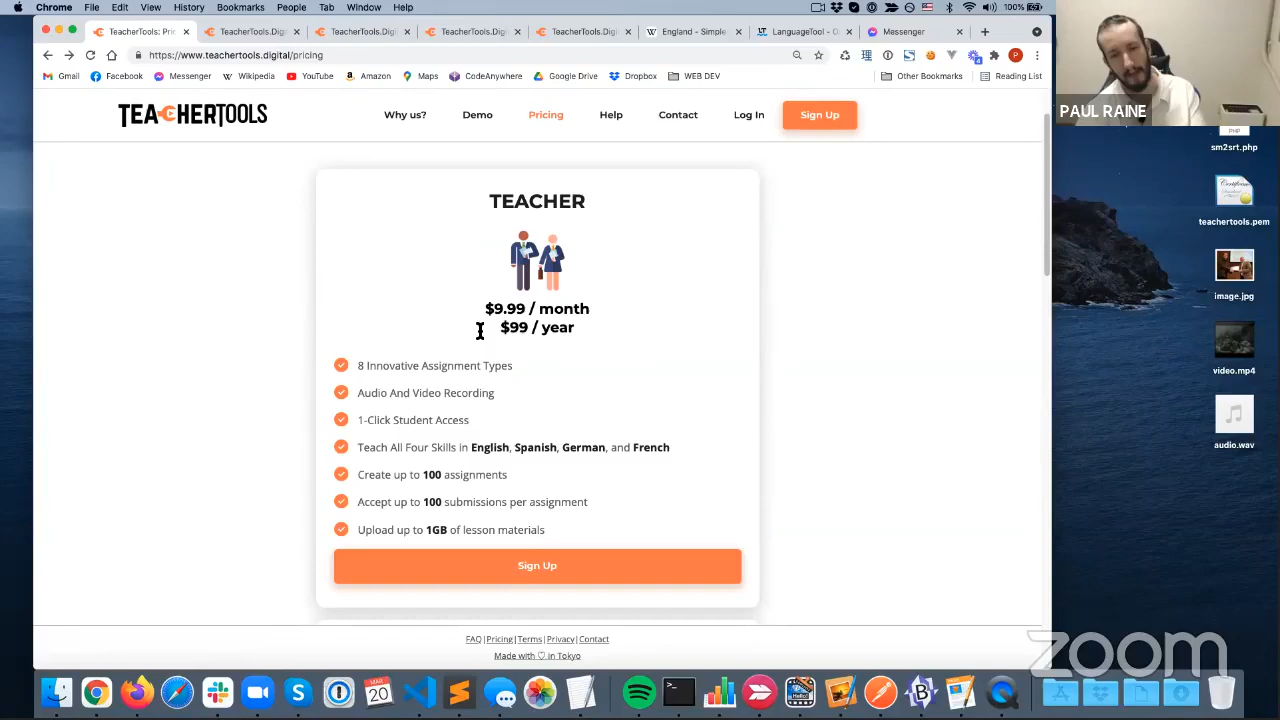 Chrome File Edit View History Bookmarks People Tab Window Help 100%
TeacherTools: Pric
TeacherTools.Digi
TeacherTools.Digi
TeacherTools.Digi
TeacherTools.Digi
England - Simple
LanguageTool - O
Messenger
https://www.teachertools.digital/pricing
Gmail Facebook Messenger Wikipedia YouTube Amazon Maps CodeAnywhere Google Drive Dropbox WEB DEV Other Bookmarks Reading List
TEACHERTOOLS
Why us? Demo Pricing Help Contact Log In Sign Up
PAUL RAINE
TEACHER
$9.99 / month
$99 / year
8 Innovative Assignment Types
Audio And Video Recording
1-Click Student Access
Teach All Four Skills in English, Spanish, German, and French
Create up to 100 assignments
Accept up to 100 submissions per assignment
Upload up to 1GB of lesson materials
Sign Up
FAQ|Pricing|Terms|Privacy|Contact
Made with ♡ in Tokyo
PHP
sm2srt.php
teachertools.pem
image.jpg
video.mp4
audio.wav
zoom
MAR
20